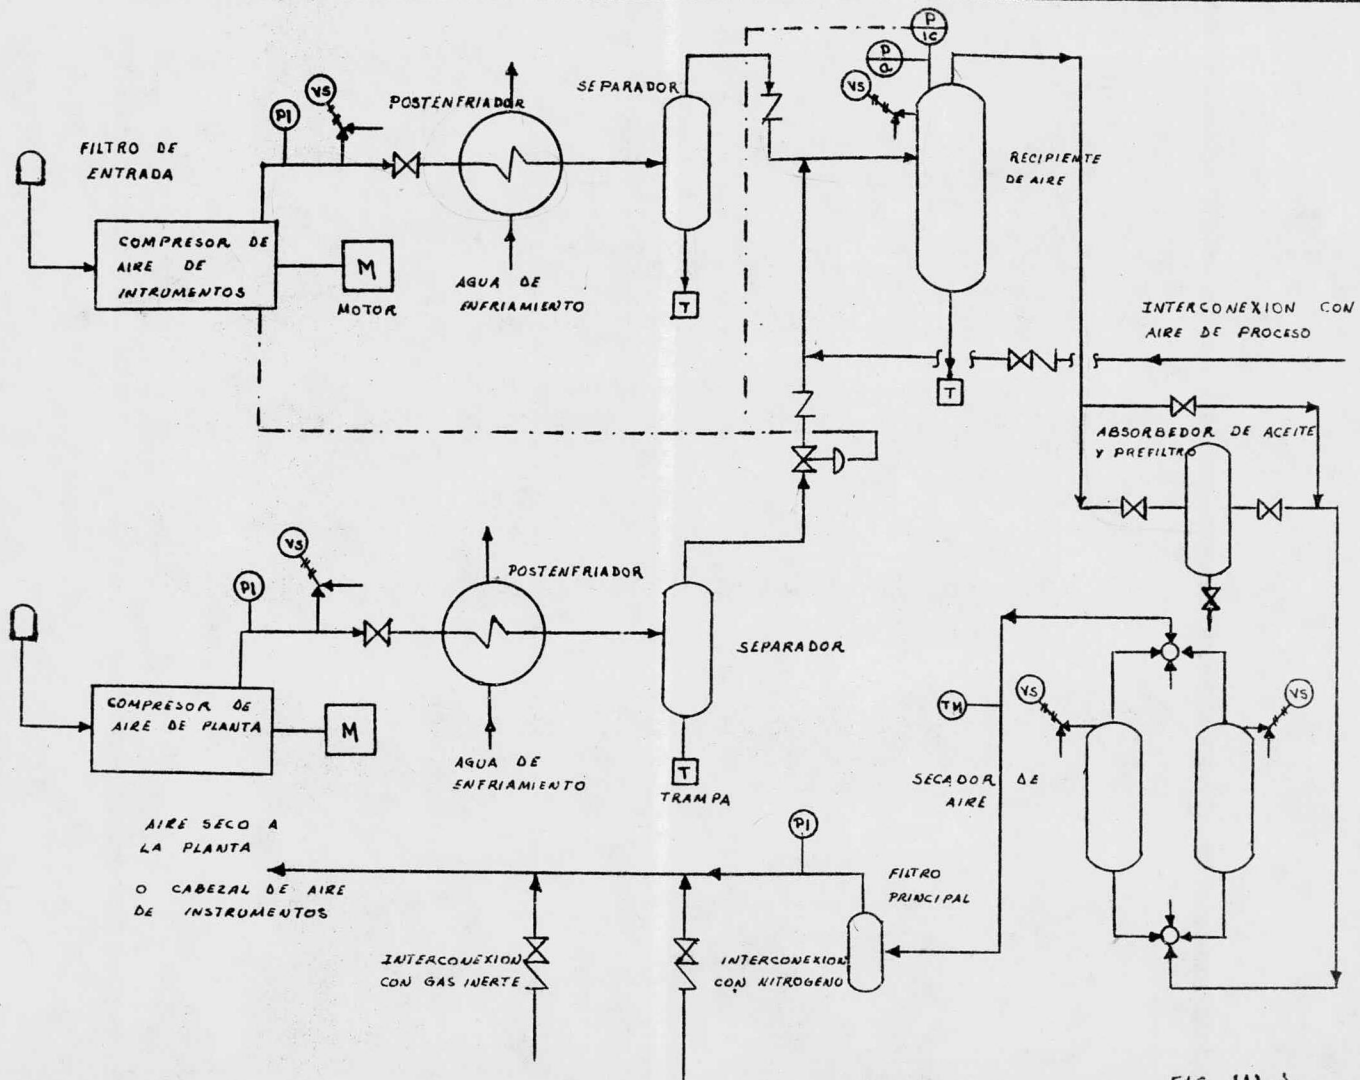 P
IC
P
a
VS
VS
PI
POSTENFRIADOR
SEPARADOR
FILTRO DE
ENTRADA
RECIPIENTE
DE AIRE
COMPRESOR DE
AIRE DE
INTRUMENTOS
M
MOTOR
AGUA DE
ENFRIAMIENTO
T
INTERCONEXION CON
AIRE DE PROCESO
T
ABSORBEDOR DE ACEITE
Y PREFILTRO
VS
PI
POSTENFRIADOR
SEPARADOR
COMPRESOR DE
AIRE DE PLANTA
M
AGUA DE
ENFRIAMIENTO
T
TRAMPA
VS
VS
TM
SECADOR DE
AIRE
AIRE SECO A
LA PLANTA
O CABEZAL DE AIRE
DE INSTRUMENTOS
PI
FILTRO
PRINCIPAL
INTERCONEXION
CON GAS INERTE
INTERCONEXION
CON NITROGENO